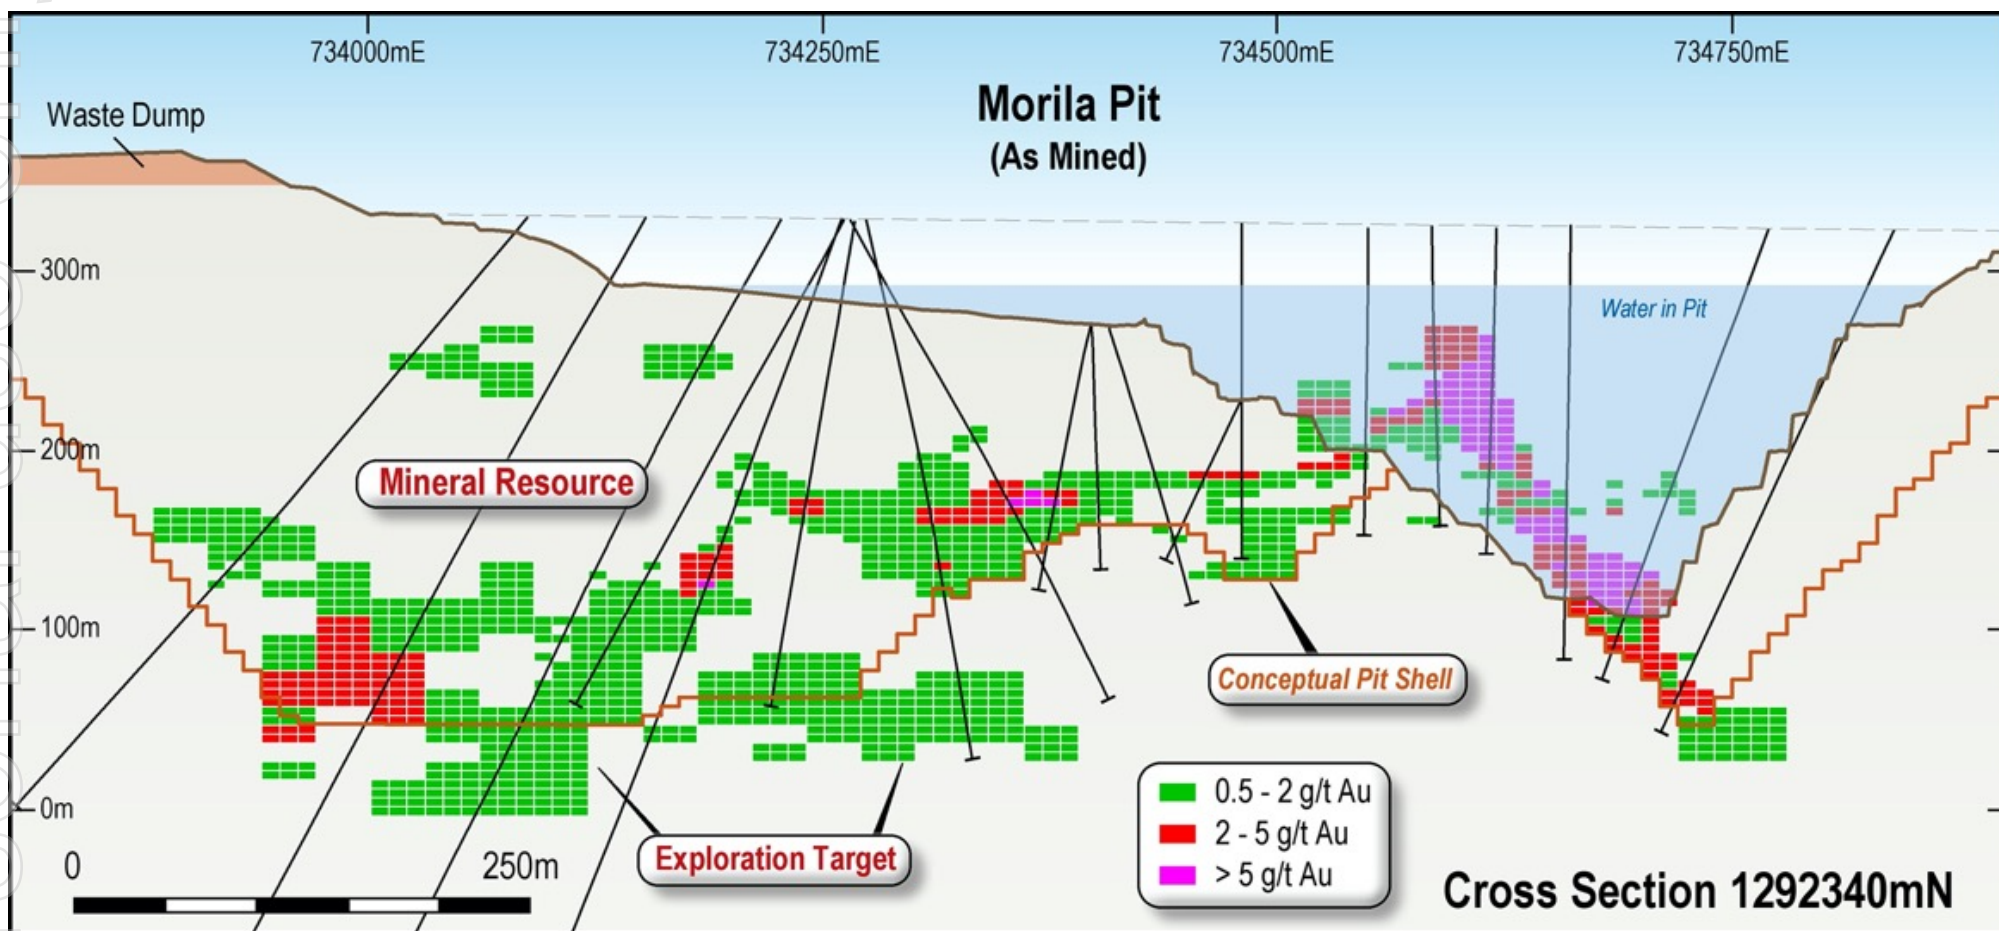 734000mE
734250mE
734500mE
734750mE
Morila Pit
(As Mined)
Waste Dump
300m
Water in Pit
200m
Mineral Resource
100m
Conceptual Pit Shell
0m
0.5 - 2 g/t Au
2 - 5 g/t Au
> 5 g/t Au
Exploration Target
0
250m
Cross Section 1292340mN